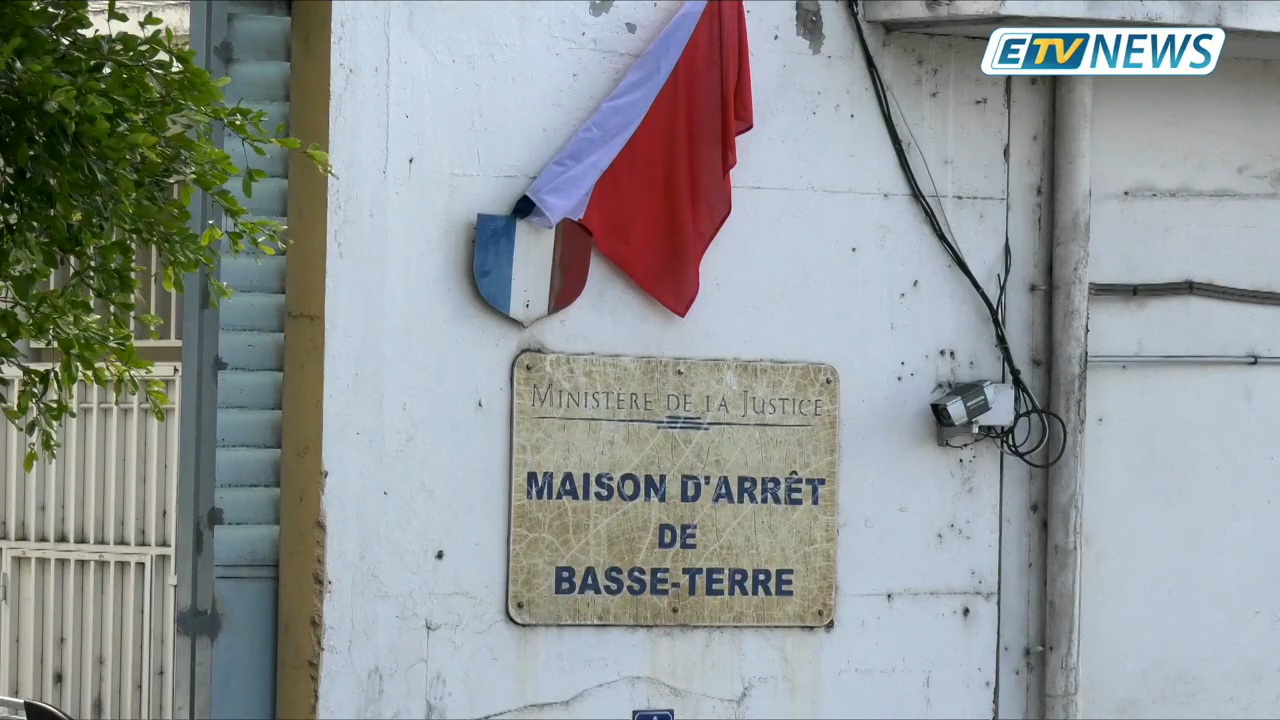 ETV NEWS
MINISTÈRE DE LA JUSTICE
MAISON D'ARRÊT
DE
BASSE-TERRE